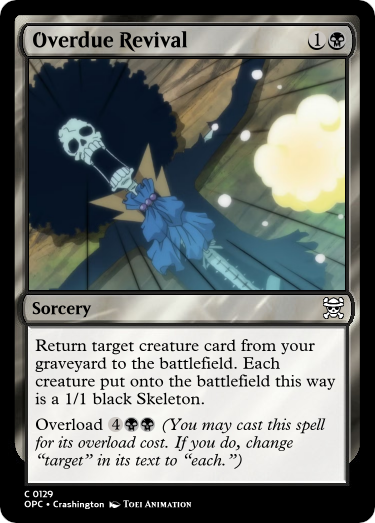 Overdue Revival 1
Sorcery
Return target creature card from your
graveyard to the battlefield. Each
creature put onto the battlefield this way
is a 1/1 black Skeleton.
Overload 4 (You may cast this spell
for its overload cost. If you do, change
“target” in its text to “each.”)
C 0129
OPC • Crashington TOEI ANIMATION